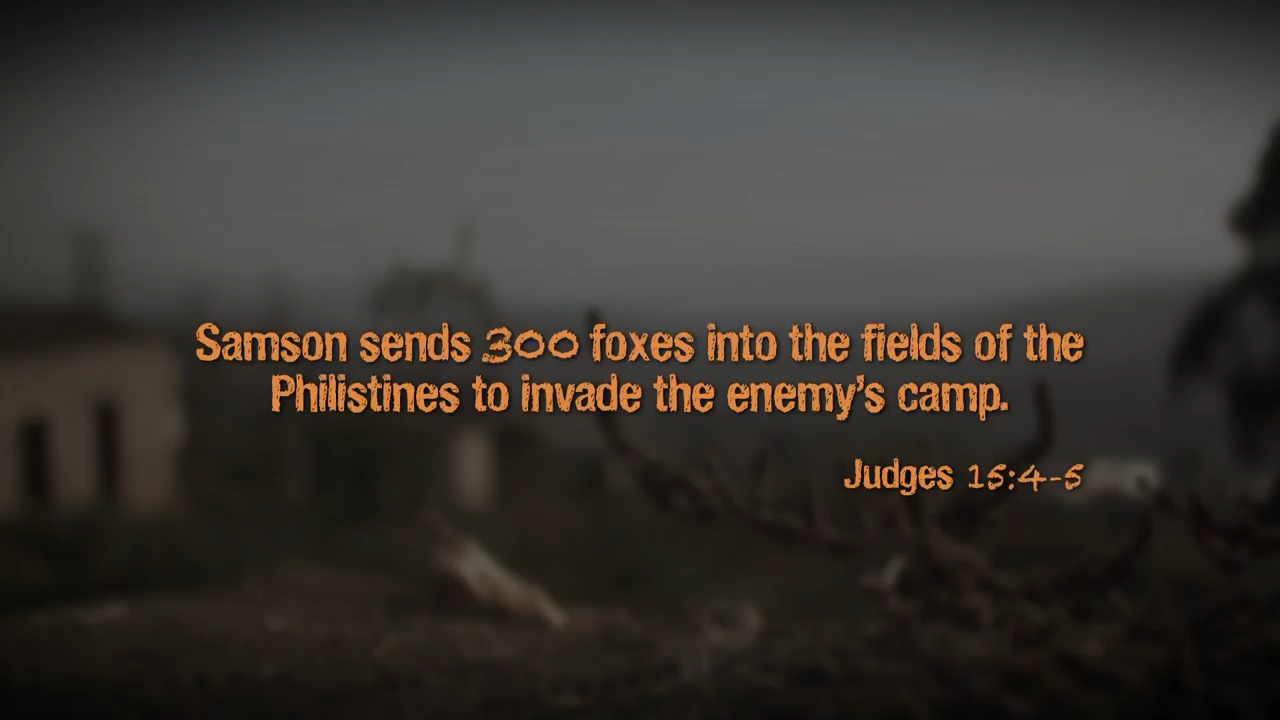 Samson sends 300 foxes into the fields of the
Philistines to invade the enemy's camp.
Judges 15:4-5